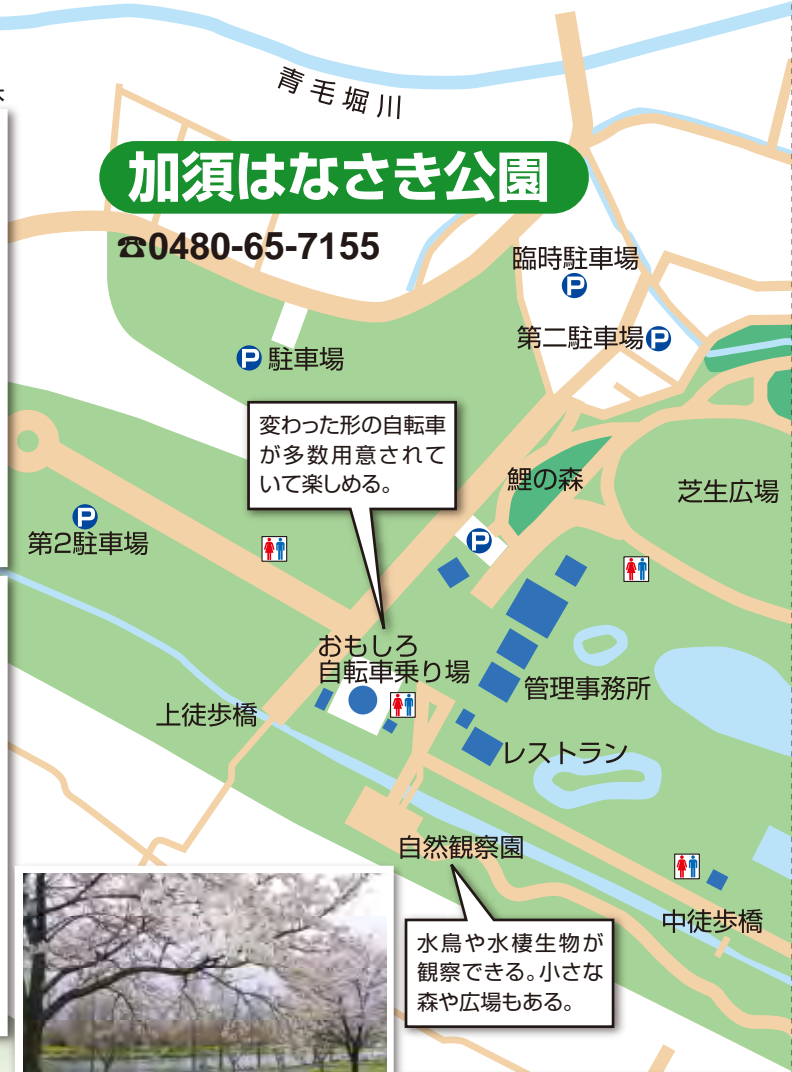 青毛堀川
加須はなさき公園
☎0480-65-7155
臨時駐車場
P
第二駐車場 P
P 駐車場
変わった形の自転車
が多数用意されて
いて楽しめる。
鯉の森
芝生広場
P
第2駐車場
P
おもしろ
自転車乗り場
管理事務所
上徒歩橋
レストラン
自然観察園
水鳥や水棲生物が
観察できる。小さな
森や広場もある。
中徒歩橋